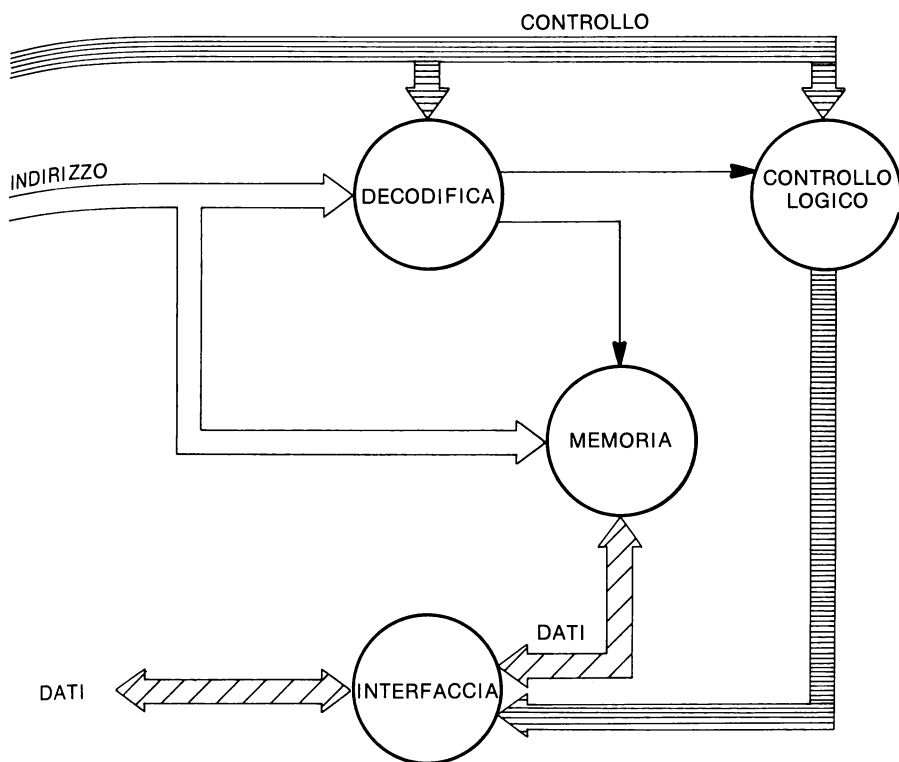 CONTROLLO
INDIRIZZO
DECODIFICA
CONTROLLO
LOGICO
MEMORIA
DATI
DATI
INTERFACCIA